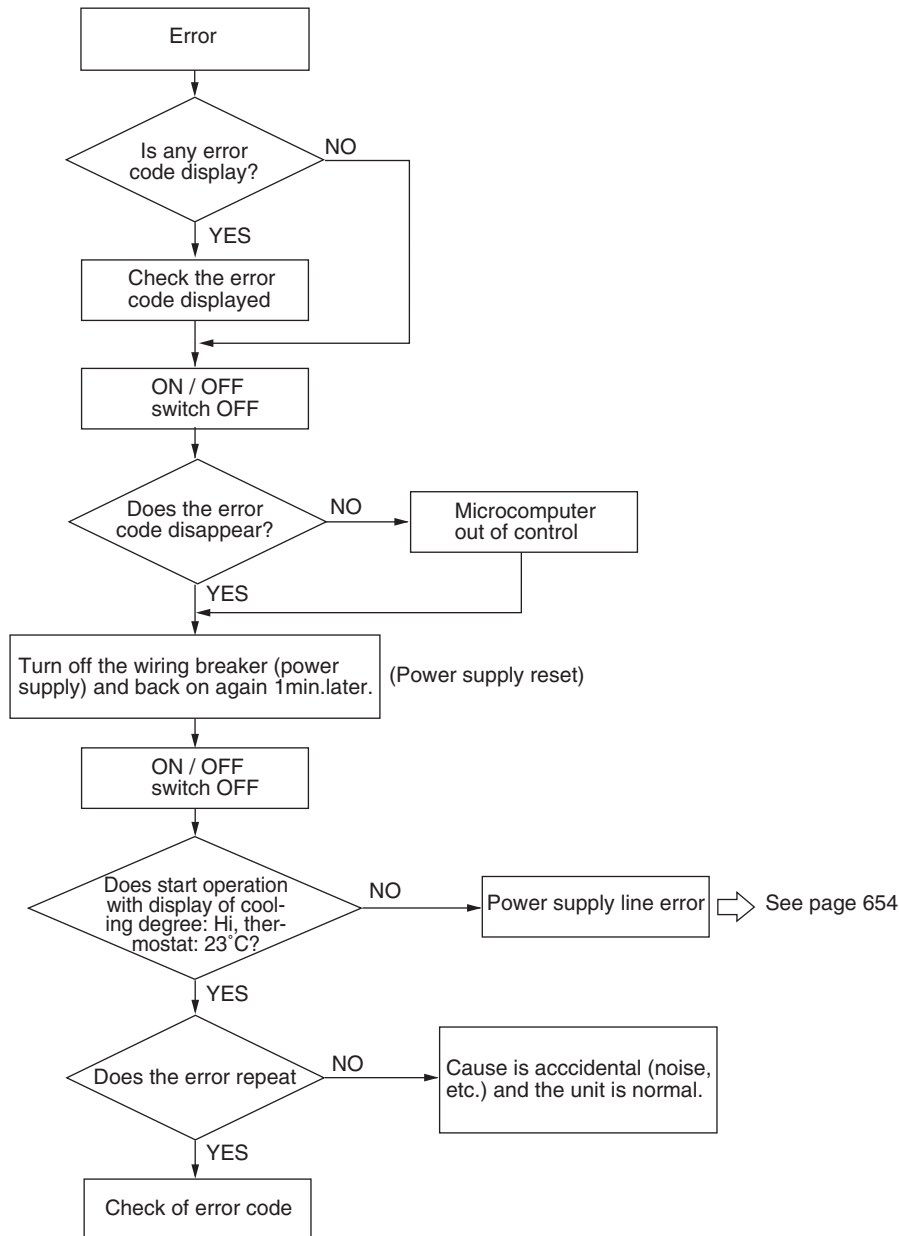 Error
Is any error
code display?
NO
YES
Check the error
code displayed
ON / OFF
switch OFF
Does the error
code disappear?
NO
Microcomputer
out of control
YES
Turn off the wiring breaker (power
supply) and back on again 1min.later.
(Power supply reset)
ON / OFF
switch OFF
Does start operation
with display of cool-
ing degree: Hi, ther-
mostat: 23˚C?
NO
Power supply line error
See page 654
YES
Does the error repeat
NO
Cause is acccidental (noise,
etc.) and the unit is normal.
YES
Check of error code